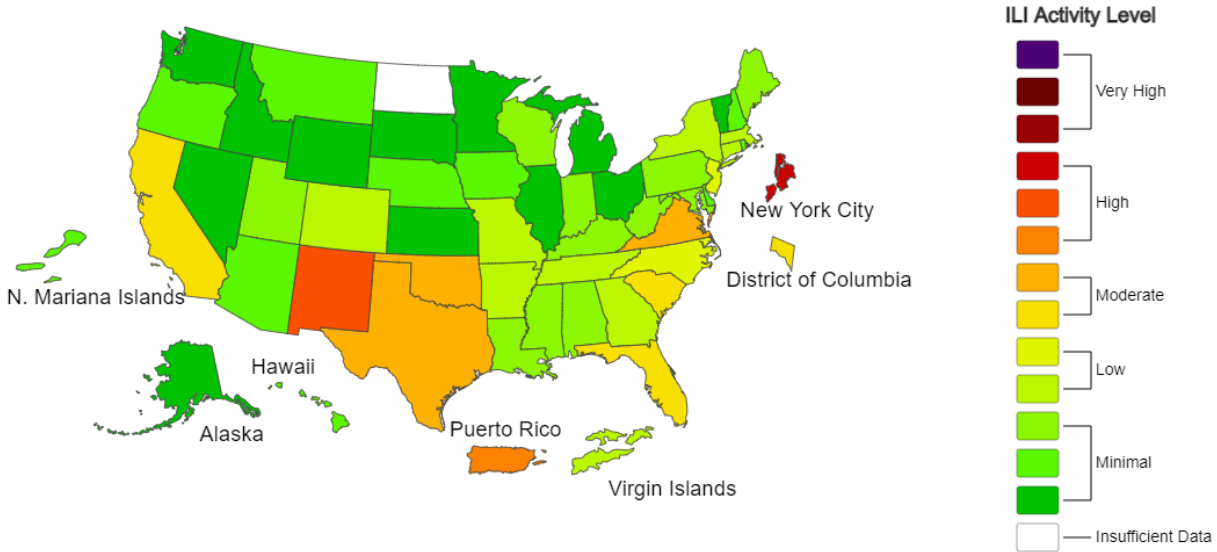 ILI Activity Level
Very High
High
Moderate
Low
Minimal
Insufficient Data
New York City
District of Columbia
N. Mariana Islands
Hawaii
Alaska
Puerto Rico
Virgin Islands